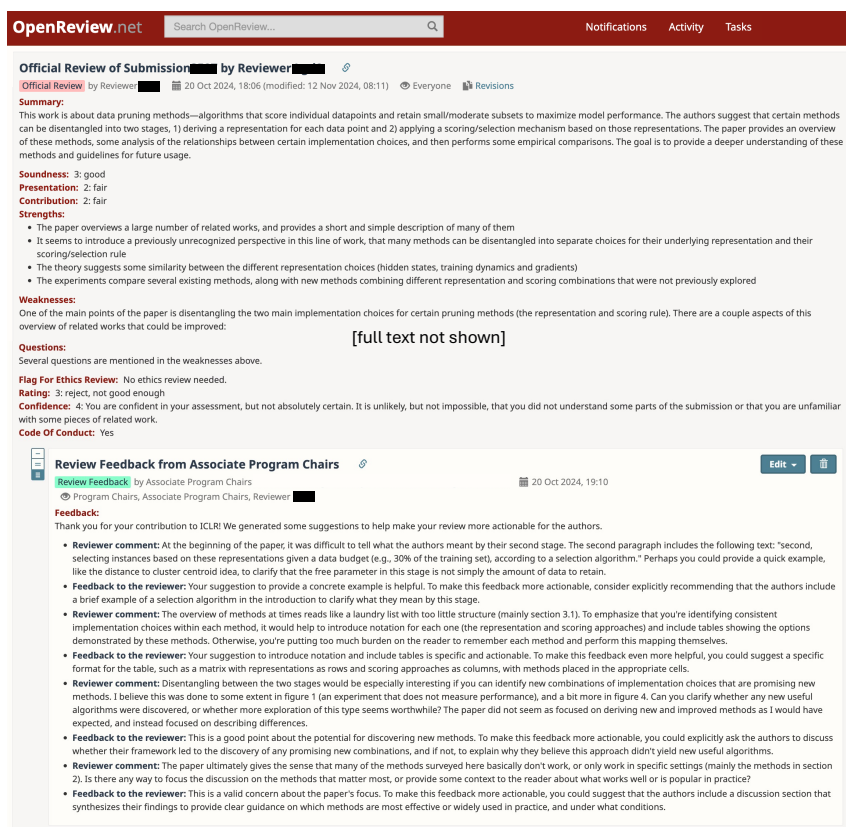 OpenReview.net
Search OpenReview...
Notifications
Activity
Tasks
Official Review of Submission by Reviewer
Official Review by Reviewer 20 Oct 2024, 18:06 (modified: 12 Nov 2024, 08:11) Everyone Revisions
Summary:
This work is about data pruning methods—algorithms that score individual datapoints and retain small/moderate subsets to maximize model performance. The authors suggest that certain methods
can be disentangled into two stages, 1) deriving a representation for each data point and 2) applying a scoring/selection mechanism based on those representations. The paper provides an overview
of these methods, some analysis of the relationships between certain implementation choices, and then performs some empirical comparisons. The goal is to provide a deeper understanding of these
methods and guidelines for future usage.
Soundness: 3: good
Presentation: 2: fair
Contribution: 2: fair
Strengths:
• The paper overviews a large number of related works, and provides a short and simple description of many of them
• It seems to introduce a previously unrecognized perspective in this line of work, that many methods can be disentangled into separate choices for their underlying representation and their
scoring/selection rule
• The theory suggests some similarity between the different representation choices (hidden states, training dynamics and gradients)
• The experiments compare several existing methods, along with new methods combining different representation and scoring combinations that were not previously explored
Weaknesses:
One of the main points of the paper is disentangling the two main implementation choices for certain pruning methods (the representation and scoring rule). There are a couple aspects of this
overview of related works that could be improved:
[full text not shown]
Questions:
Several questions are mentioned in the weaknesses above.
Flag For Ethics Review: No ethics review needed.
Rating: 3: reject, not good enough
Confidence: 4: You are confident in your assessment, but not absolutely certain. It is unlikely, but not impossible, that you did not understand some parts of the submission or that you are unfamiliar
with some pieces of related work.
Code Of Conduct: Yes
Review Feedback from Associate Program Chairs
Edit
Review Feedback by Associate Program Chairs 20 Oct 2024, 19:10
Program Chairs, Associate Program Chairs, Reviewer
Feedback:
Thank you for your contribution to ICLR! We generated some suggestions to help make your review more actionable for the authors.
• Reviewer comment: At the beginning of the paper, it was difficult to tell what the authors meant by their second stage. The second paragraph includes the following text: "second,
selecting instances based on these representations given a data budget (e.g., 30% of the training set), according to a selection algorithm." Perhaps you could provide a quick example,
like the distance to cluster centroid idea, to clarify that the free parameter in this stage is not simply the amount of data to retain.
• Feedback to the reviewer: Your suggestion to provide a concrete example is helpful. To make this feedback more actionable, consider explicitly recommending that the authors include
a brief example of a selection algorithm in the introduction to clarify what they mean by this stage.
• Reviewer comment: The overview of methods at times reads like a laundry list with too little structure (mainly section 3.1). To emphasize that you're identifying consistent
implementation choices within each method, it would help to introduce notation for each one (the representation and scoring approaches) and include tables showing the options
demonstrated by these methods. Otherwise, you're putting too much burden on the reader to remember each method and perform this mapping themselves.
• Feedback to the reviewer: Your suggestion to introduce notation and include tables is specific and actionable. To make this feedback even more helpful, you could suggest a specific
format for the table, such as a matrix with representations as rows and scoring approaches as columns, with methods placed in the appropriate cells.
• Reviewer comment: Disentangling between the two stages would be especially interesting if you can identify new combinations of implementation choices that are promising new
methods. I believe this was done to some extent in figure 1 (an experiment that does not measure performance), and a bit more in figure 4. Can you clarify whether any new useful
algorithms were discovered, or whether more exploration of this type seems worthwhile? The paper did not seem as focused on deriving new and improved methods as I would have
expected, and instead focused on describing differences.
• Feedback to the reviewer: This is a good point about the potential for discovering new methods. To make this feedback more actionable, you could explicitly ask the authors to discuss
whether their framework led to the discovery of any promising new combinations, and if not, to explain why they believe this approach didn't yield new useful algorithms.
• Reviewer comment: The paper ultimately gives the sense that many of the methods surveyed here basically don't work, or only work in specific settings (mainly the methods in section
2). Is there any way to focus the discussion on the methods that matter most, or provide some context to the reader about what works well or is popular in practice?
• Feedback to the reviewer: This is a valid concern about the paper's focus. To make this feedback more actionable, you could suggest that the authors include a discussion section that
synthesizes their findings to provide clear guidance on which methods are most effective or widely used in practice, and under what conditions.